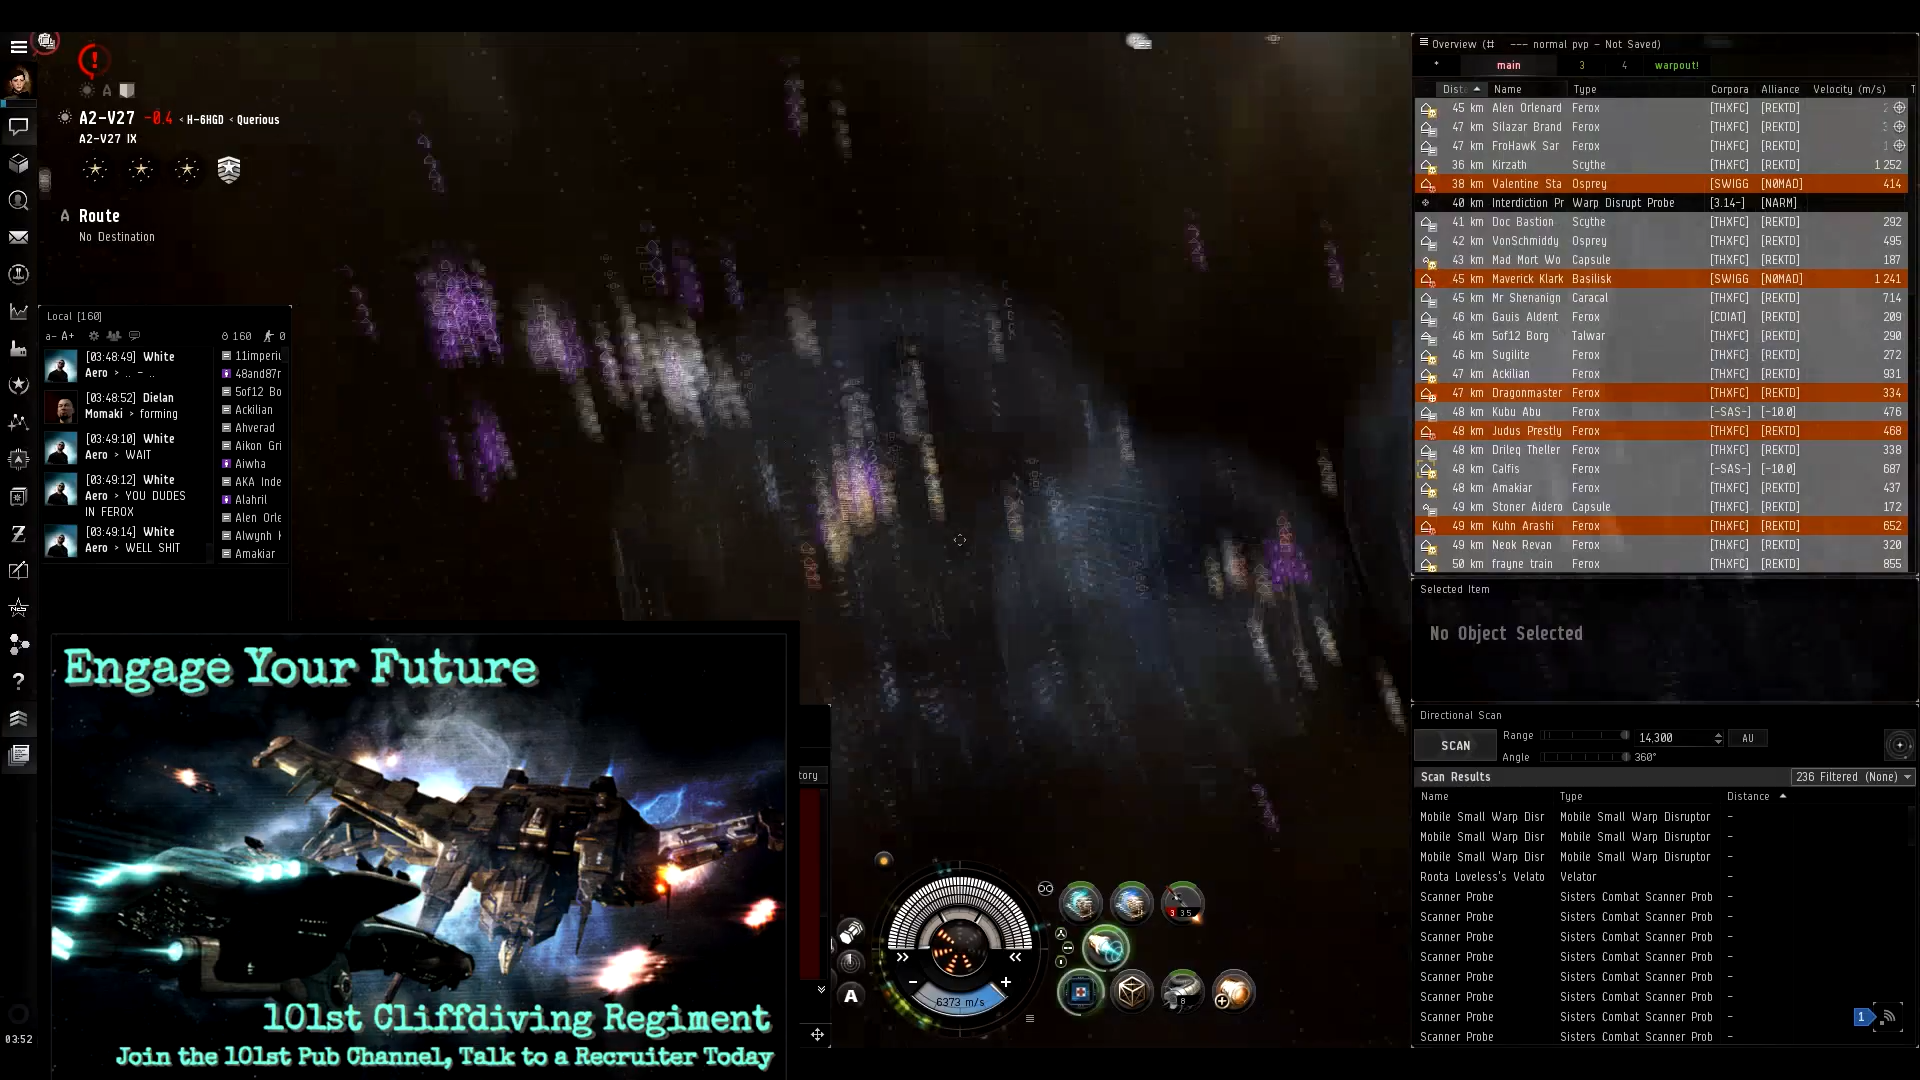 A2-V27 -0.4 < H-6HGD < Querious
A2-V27 IX
A Route
No Destination
Local [160]
a- A+
160 0
[03:48:49] White
Aero > .. - ..
[03:48:52] Dielan
Momaki > forming
[03:49:10] White
Aero > WAIT
[03:49:12] White
Aero > YOU DUDES
IN FEROX
[03:49:14] White
Aero > WELL SHIT
11imperiu
48and87r
5of12 Bo
Ackilian
Ahverad
Aikon Gri
Aiwha
AKA Inde
Alahril
Alen Orle
Alwynh
Amakiar
Engage Your Future
101st Cliffdiving Regiment
Join the 101st Pub Channel, Talk to a Recruiter Today
03:52
tory
3 35
8
A
6373 m/s
Overview ( --- normal pvp - Not Saved)
* main 3 4 warpout!
Dist Name Type Corpora Alliance Velocity (m/s)
45 km Alen Orlenard Ferox [THXFC] [REKTD]
47 km Silazar Brand Ferox [THXFC] [REKTD]
47 km FroHawK Sar Ferox [THXFC] [REKTD]
36 km Kirzath Scythe [THXFC] [REKTD] 1 252
38 km Valentine Sta Osprey [SWIGG [N0MAD] 414
40 km Interdiction Pr Warp Disrupt Probe [3.14-] [NARM]
41 km Doc Bastion Scythe [THXFC] [REKTD] 292
42 km VonSchmiddy Osprey [THXFC] [REKTD] 495
43 km Mad Mort Wo Capsule [THXFC] [REKTD] 187
45 km Maverick Klark Basilisk [SWIGG [N0MAD] 1 241
45 km Mr Shenanign Caracal [THXFC] [REKTD] 714
46 km Gauis Aldent Ferox [CDIAT] [REKTD] 209
46 km 5of12 Borg Talwar [THXFC] [REKTD] 290
46 km Sugilite Ferox [THXFC] [REKTD] 272
47 km Ackilian Ferox [THXFC] [REKTD] 931
47 km Dragonmaster Ferox [THXFC] [REKTD] 334
48 km Kubu Abu Ferox [-SAS-] [-10.0] 476
48 km Judus Prestly Ferox [THXFC] [REKTD] 468
48 km Drileq Theller Ferox [THXFC] [REKTD] 338
48 km Calfis Ferox [-SAS-] [-10.0] 687
48 km Amakiar Ferox [THXFC] [REKTD] 437
49 km Stoner Aidero Capsule [THXFC] [REKTD] 172
49 km Kuhn Arashi Ferox [THXFC] [REKTD] 652
49 km Neok Revan Ferox [THXFC] [REKTD] 320
50 km frayne train Ferox [THXFC] [REKTD] 855
Selected Item
No Object Selected
Directional Scan
SCAN Range 14,300 AU
Angle 360°
Scan Results 236 Filtered (None)
Name Type Distance
Mobile Small Warp Disr Mobile Small Warp Disruptor -
Mobile Small Warp Disr Mobile Small Warp Disruptor -
Mobile Small Warp Disr Mobile Small Warp Disruptor -
Roota Loveless's Velato Velator -
Scanner Probe Sisters Combat Scanner Prob -
Scanner Probe Sisters Combat Scanner Prob -
Scanner Probe Sisters Combat Scanner Prob -
Scanner Probe Sisters Combat Scanner Prob -
Scanner Probe Sisters Combat Scanner Prob -
Scanner Probe Sisters Combat Scanner Prob -
Scanner Probe Sisters Combat Scanner Prob -
Scanner Probe Sisters Combat Scanner Prob -
1